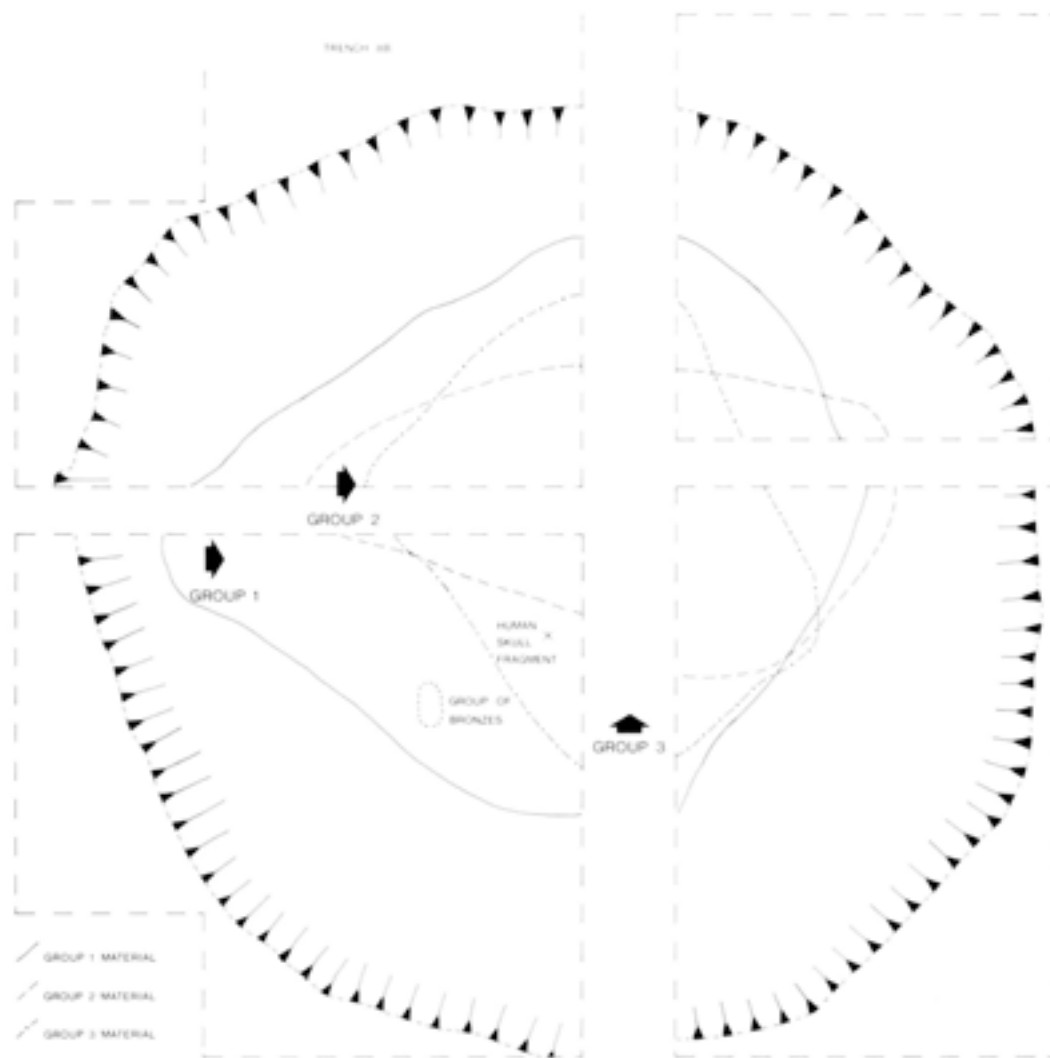 TRENCH
GROUP 2
GROUP 1
HUMAN
SKULL X
FRAGMENT
GROUP OF
BRONZES
GROUP 3
GROUP 1 MATERIAL
GROUP 2 MATERIAL
GROUP 3 MATERIAL